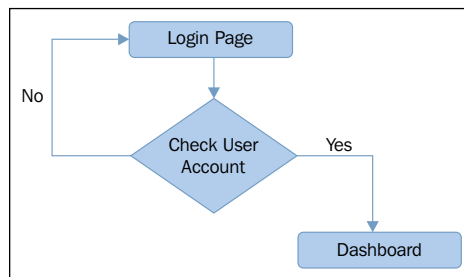 Login Page
No
Check User
Account
Yes
Dashboard